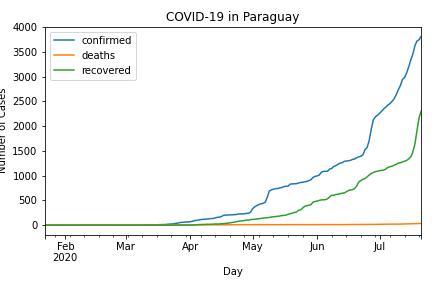 COVID-19 in Paraguay
confirmed
deaths
recovered
4000
3500
3000
2500
2000
1500
1000
500
0
Number of Cases
Feb Mar Apr May Jun Jul
2020
Day